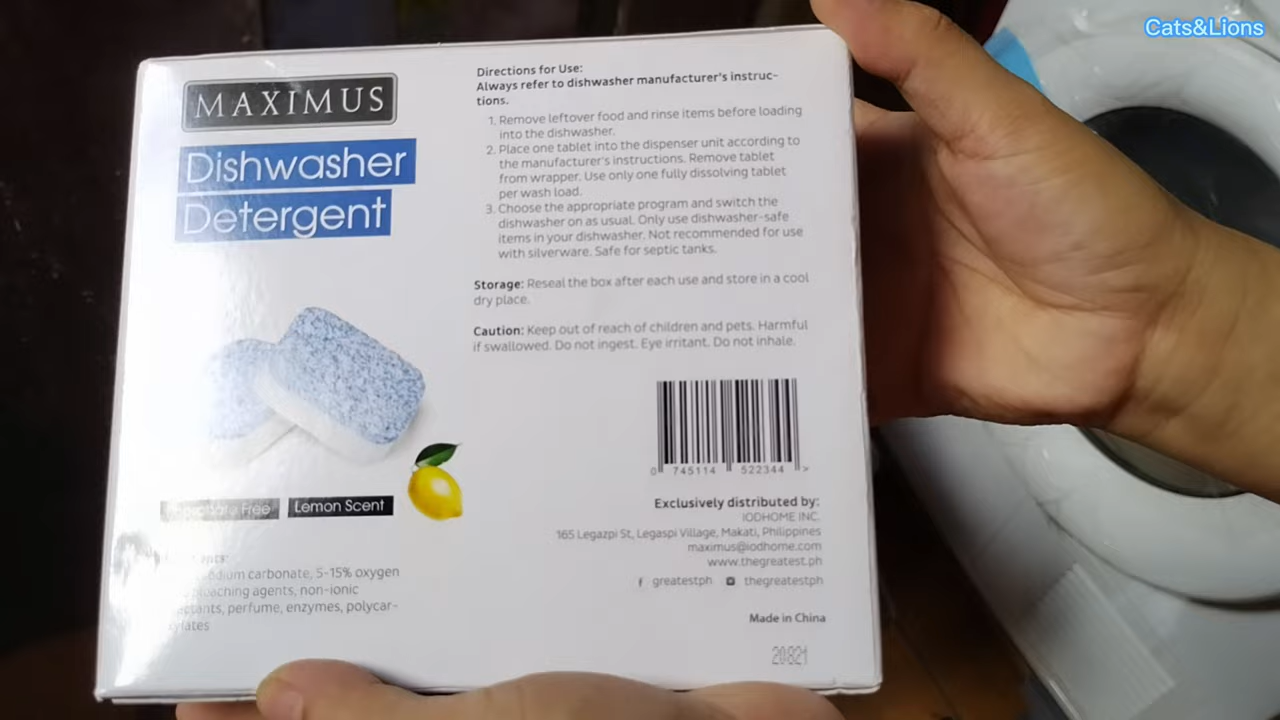 Cats&Lions
MAXIMUS
Dishwasher
Detergent
Free
Lemon Scent
dium carbonate, 5-15% oxygen
aching agents, non-ionic
ctants, perfume, enzymes, polycar-
xylates
Directions for Use:
Always refer to dishwasher manufacturer's instruc-
tions.
1. Remove leftover food and rinse items before loading
into the dishwasher.
2. Place one tablet into the dispenser unit according to
the manufacturer's instructions. Remove tablet
from wrapper. Use only one fully dissolving tablet
per wash load.
3. Choose the appropriate program and switch the
dishwasher on as usual. Only use dishwasher-safe
items in your dishwasher. Not recommended for use
with silverware. Safe for septic tanks.
Storage: Reseal the box after each use and store in a cool
dry place.
Caution: Keep out of reach of children and pets. Harmful
if swallowed. Do not ingest. Eye irritant. Do not inhale.
0 745114 522344 >
Exclusively distributed by:
IODHOME INC.
165 Legazpi St, Legaspi Village, Makati, Philippines
maximus@iodhome.com
www.thegreatest.ph
f greatestph thegreatestph
Made in China
20821